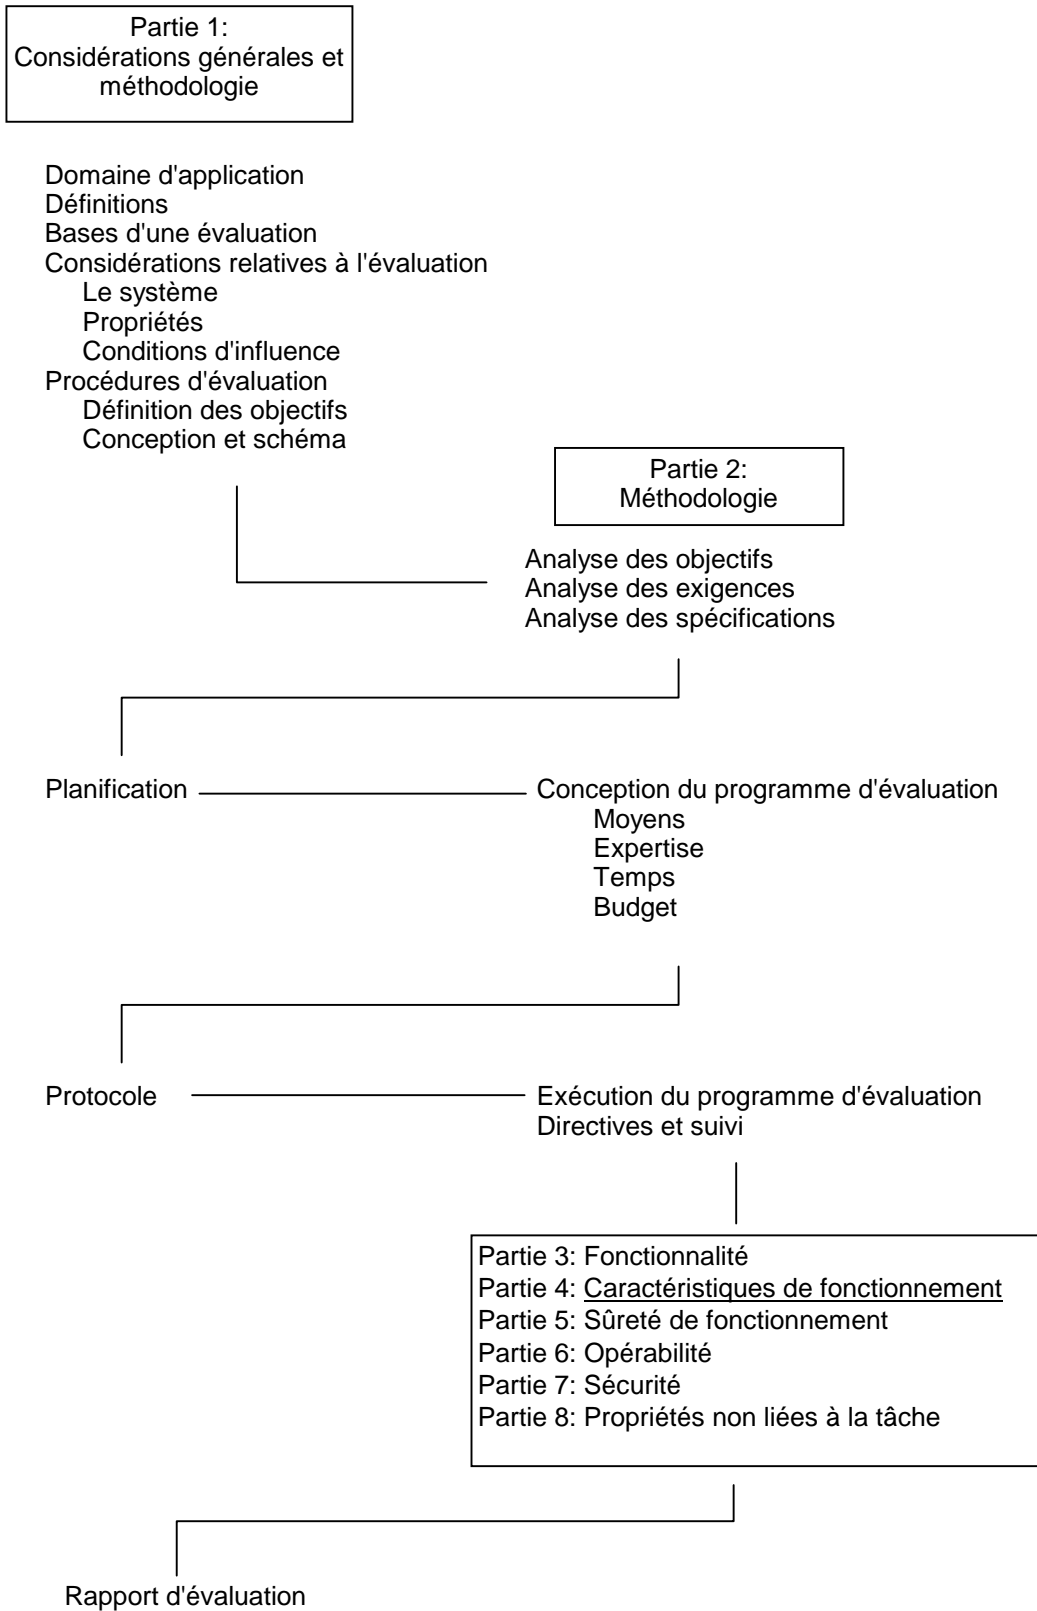 Partie 1:
Considérations générales et
méthodologie
Domaine d'application
Définitions
Bases d'une évaluation
Considérations relatives à l'évaluation
Le système
Propriétés
Conditions d'influence
Procédures d'évaluation
Définition des objectifs
Conception et schéma
Partie 2:
Méthodologie
Analyse des objectifs
Analyse des exigences
Analyse des spécifications
Planification
Conception du programme d'évaluation
Moyens
Expertise
Temps
Budget
Protocole
Exécution du programme d'évaluation
Directives et suivi
Partie 3: Fonctionnalité
Partie 4: Caractéristiques de fonctionnement
Partie 5: Sûreté de fonctionnement
Partie 6: Opérabilité
Partie 7: Sécurité
Partie 8: Propriétés non liées à la tâche
Rapport d'évaluation